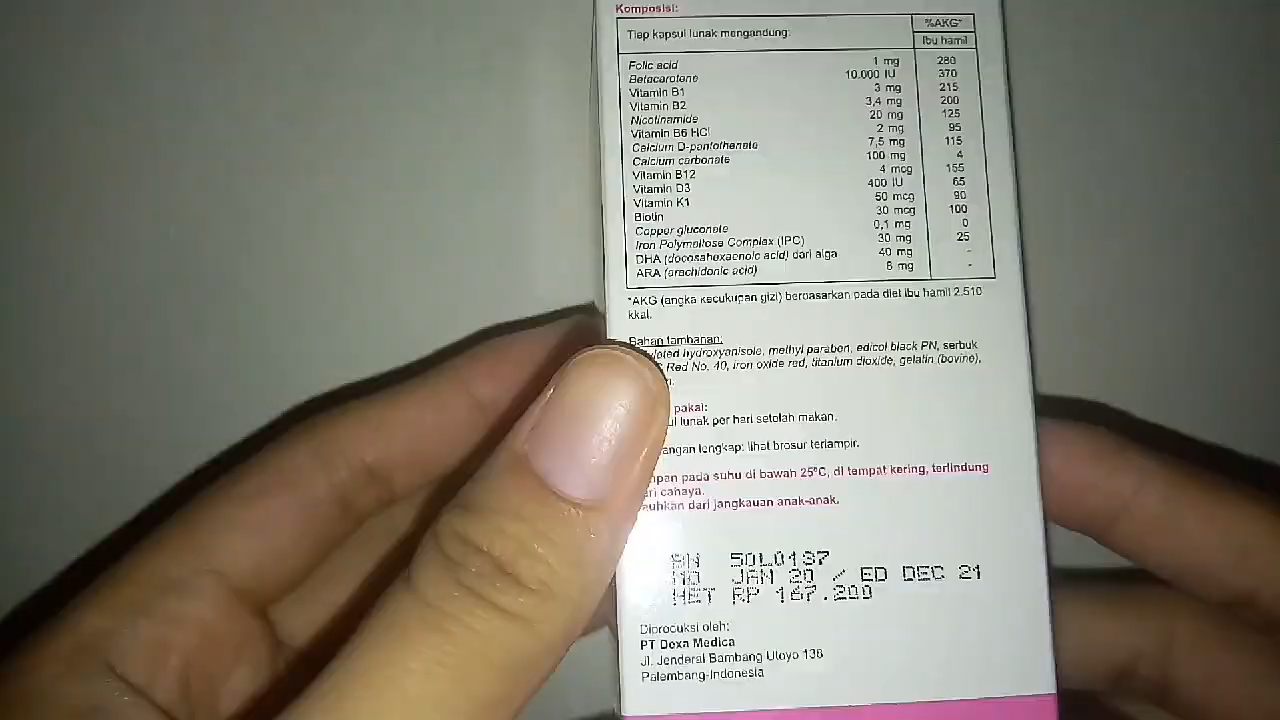 Komposisi:
Tiap kapsul lunak mengandung: %AKG*
Ibu hamil
Folic acid 1 mg 280
Betacarotene 10.000 IU 370
Vitamin B1 3 mg 215
Vitamin B2 3,4 mg 200
Nicotinamide 20 mg 125
Vitamin B6 HCl 2 mg 95
Calcium D-pantothenate 7,5 mg 115
Calcium carbonate 100 mg 4
Vitamin B12 4 mcg 155
Vitamin D3 400 IU 65
Vitamin K1 50 mcg 90
Biotin 30 mcg 100
Copper gluconate 0,1 mg 0
Iron Polymaltose Complex (IPC) 30 mg 25
DHA (docosahexaenoic acid) dari alga 40 mg -
ARA (arachidonic acid) 8 mg -
*AKG (angka kecukupan gizi) berdasarkan pada diet ibu hamil 2.510
kkal.
Bahan tambahan:
hydroxyanisole, methyl paraben, edicol black PN, serbuk
Red No. 40, iron oxide red, titanium dioxide, gelatin (bovine),
pakai:
lunak per hari setelah makan.
lengkap: lihat brosur terlampir.
pada suhu di bawah 25°C, di tempat kering, terlindung
cahaya.
dari jangkauan anak-anak.
BN 50L0137
MD JAN 20 ED DEC 21
HET RP 167.200
Diproduksi oleh:
PT Dexa Medica
Jl. Jenderal Bambang Utoyo 138
Palembang-Indonesia